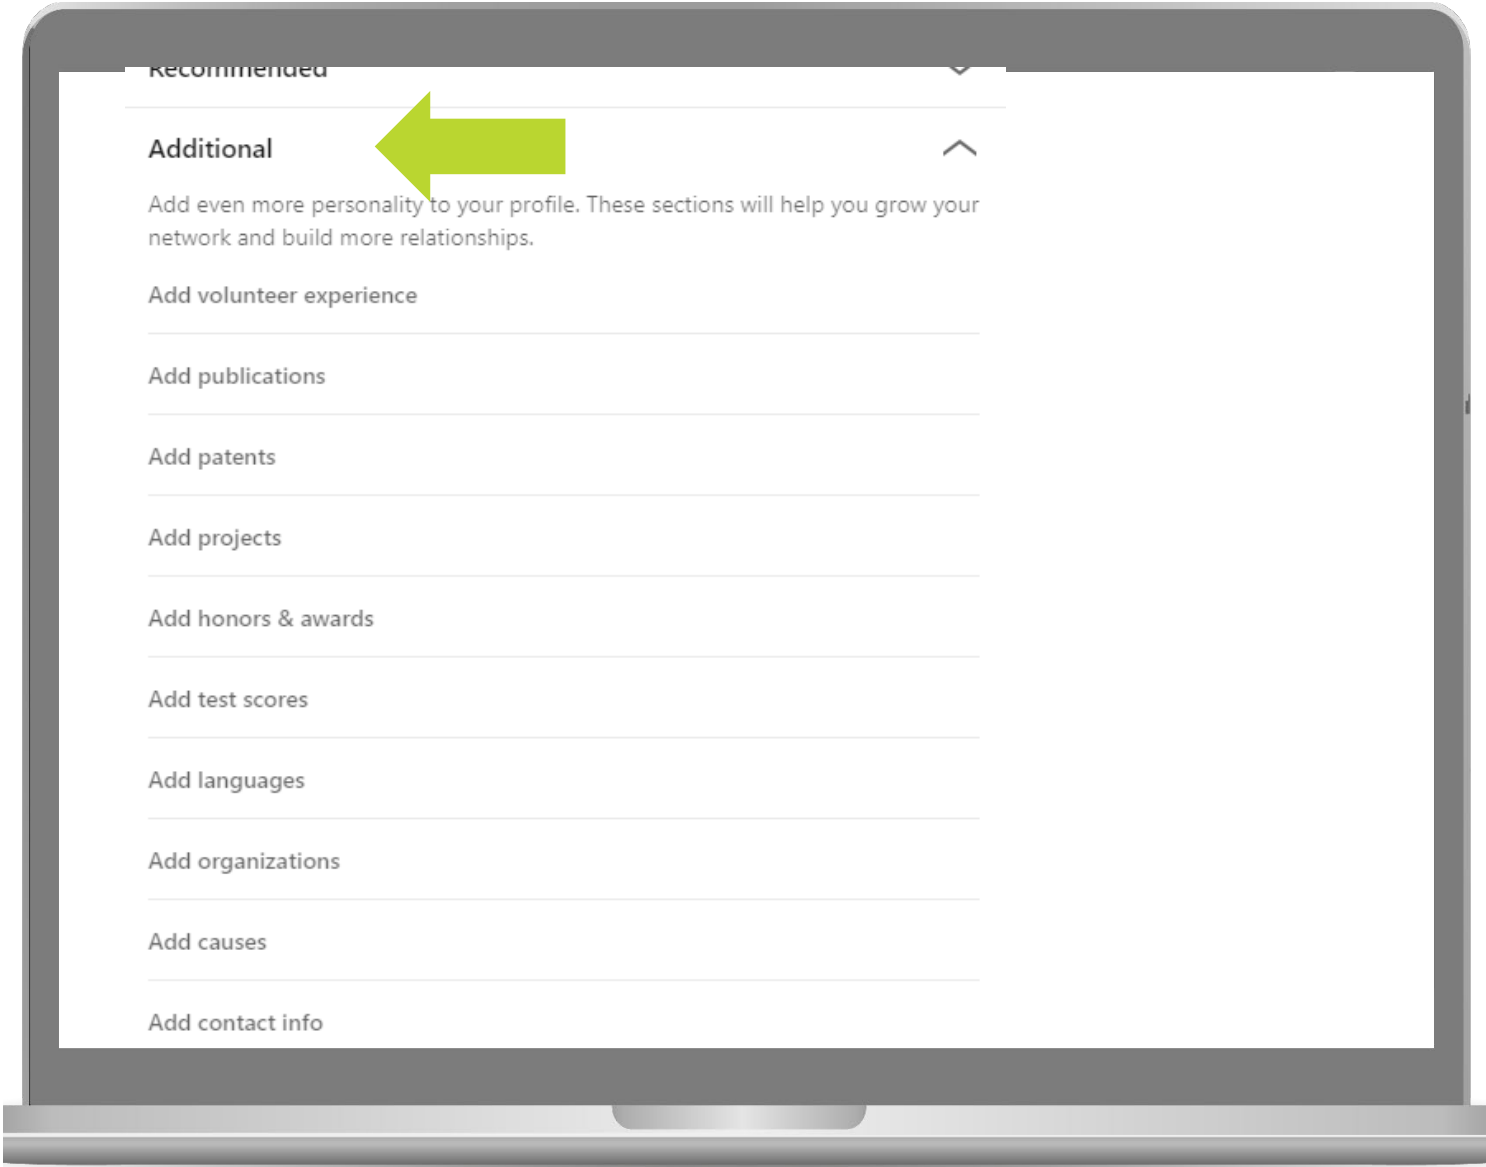 Recommended
Additional
Add even more personality to your profile. These sections will help you grow your
network and build more relationships.
Add volunteer experience
Add publications
Add patents
Add projects
Add honors & awards
Add test scores
Add languages
Add organizations
Add causes
Add contact info